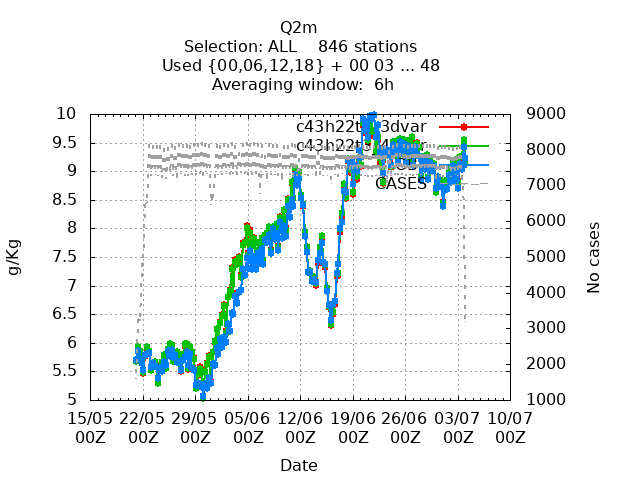 Q2m
Selection: ALL    846 stations
Used {00,06,12,18} + 00 03 ... 48
Averaging window:  6h
10
9.5
9
8.5
8
7.5
7
6.5
6
5.5
5
g/Kg
9000
8000
7000
6000
5000
4000
3000
2000
1000
No cases
CASES
15/05 22/05 29/05 05/06 12/06 19/06 26/06 03/07 10/07
00Z 00Z 00Z 00Z 00Z 00Z 00Z 00Z 00Z
Date